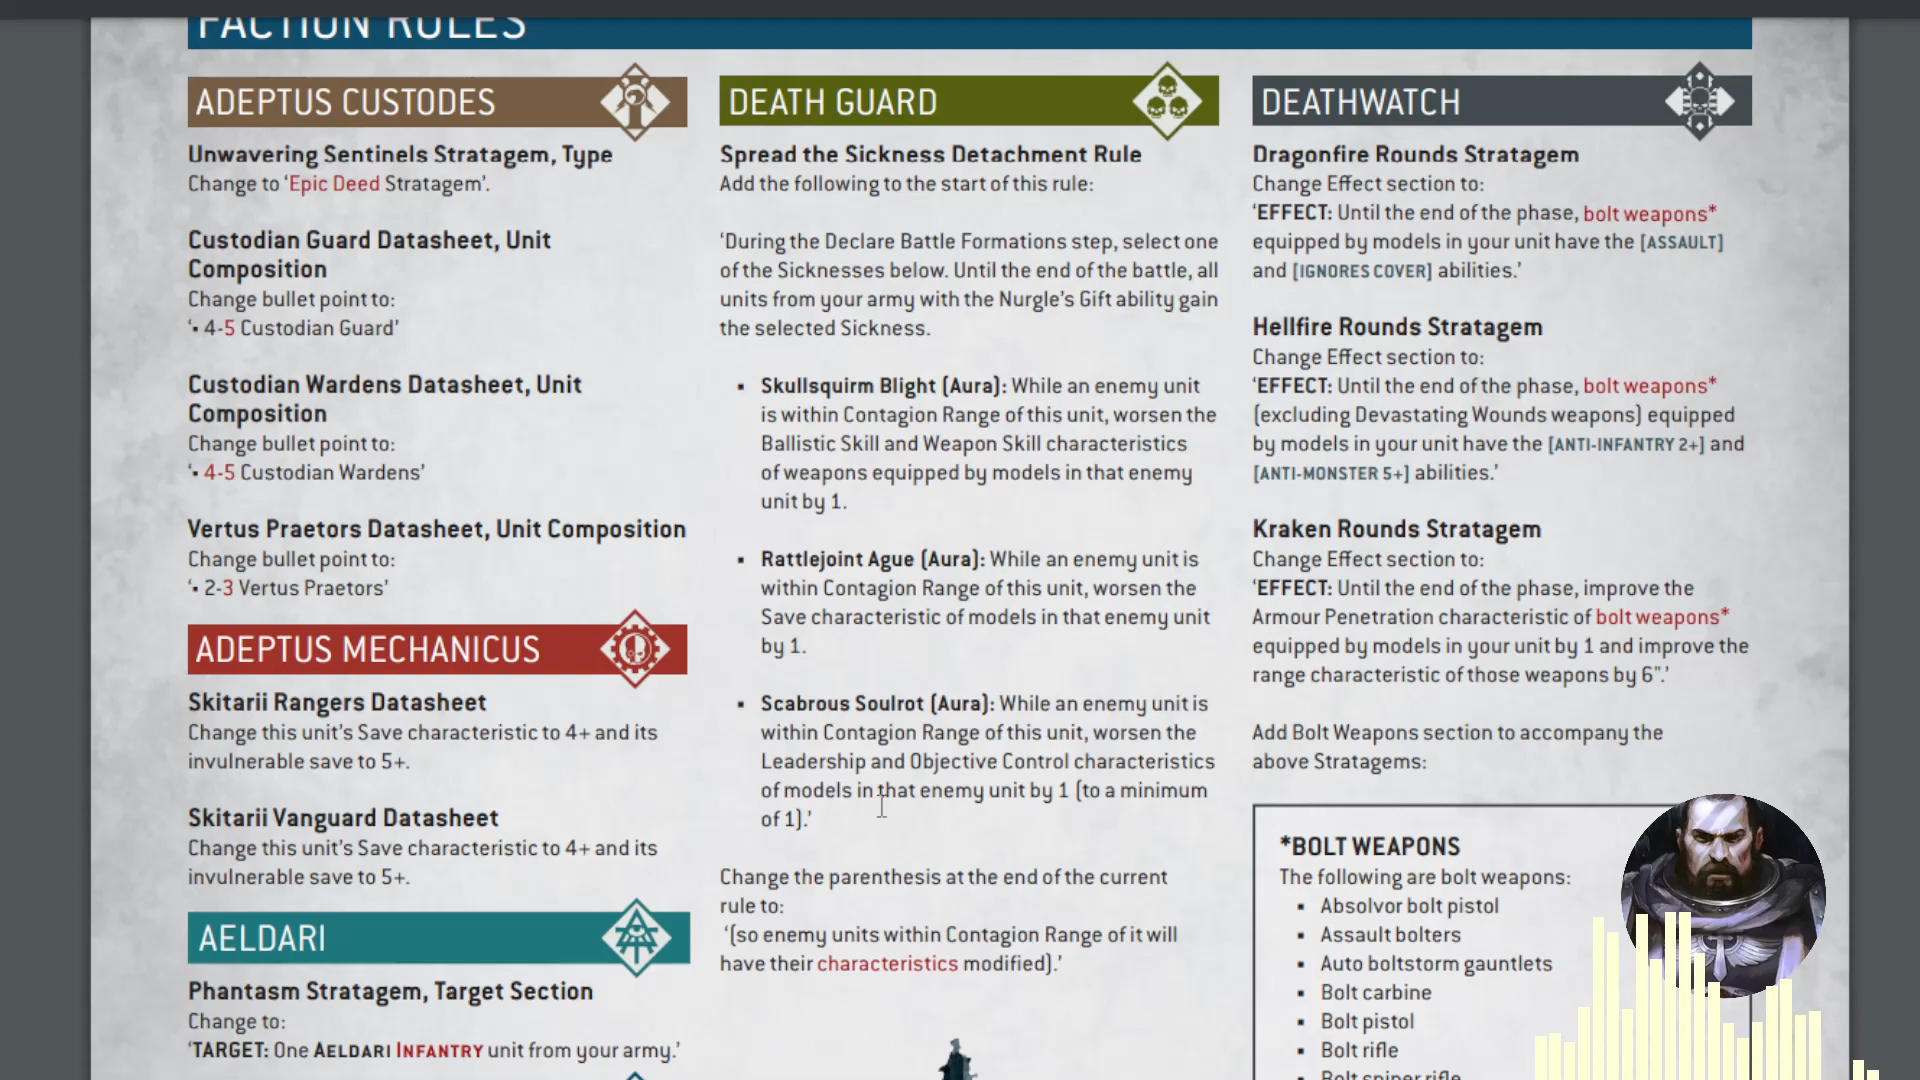 FACTION RULES
ADEPTUS CUSTODES
Unwavering Sentinels Stratagem, Type
Change to ‘Epic Deed Stratagem’.
Custodian Guard Datasheet, Unit
Composition
Change bullet point to:
‘▪ 4-5 Custodian Guard’
Custodian Wardens Datasheet, Unit
Composition
Change bullet point to:
‘▪ 4-5 Custodian Wardens’
Vertus Praetors Datasheet, Unit Composition
Change bullet point to:
‘▪ 2-3 Vertus Praetors’
ADEPTUS MECHANICUS
Skitarii Rangers Datasheet
Change this unit’s Save characteristic to 4+ and its
invulnerable save to 5+.
Skitarii Vanguard Datasheet
Change this unit’s Save characteristic to 4+ and its
invulnerable save to 5+.
AELDARI
Phantasm Stratagem, Target Section
Change to:
‘TARGET: One AELDARI INFANTRY unit from your army.’
DEATH GUARD
Spread the Sickness Detachment Rule
Add the following to the start of this rule:
‘During the Declare Battle Formations step, select one
of the Sicknesses below. Until the end of the battle, all
units from your army with the Nurgle’s Gift ability gain
the selected Sickness.
▪ Skullsquirm Blight (Aura): While an enemy unit
is within Contagion Range of this unit, worsen the
Ballistic Skill and Weapon Skill characteristics
of weapons equipped by models in that enemy
unit by 1.
▪ Rattlejoint Ague (Aura): While an enemy unit is
within Contagion Range of this unit, worsen the
Save characteristic of models in that enemy unit
by 1.
▪ Scabrous Soulrot (Aura): While an enemy unit is
within Contagion Range of this unit, worsen the
Leadership and Objective Control characteristics
of models in that enemy unit by 1 (to a minimum
of 1).’
Change the parenthesis at the end of the current
rule to:
‘(so enemy units within Contagion Range of it will
have their characteristics modified).’
DEATHWATCH
Dragonfire Rounds Stratagem
Change Effect section to:
‘EFFECT: Until the end of the phase, bolt weapons*
equipped by models in your unit have the [ASSAULT]
and [IGNORES COVER] abilities.’
Hellfire Rounds Stratagem
Change Effect section to:
‘EFFECT: Until the end of the phase, bolt weapons*
(excluding Devastating Wounds weapons) equipped
by models in your unit have the [ANTI-INFANTRY 2+] and
[ANTI-MONSTER 5+] abilities.’
Kraken Rounds Stratagem
Change Effect section to:
‘EFFECT: Until the end of the phase, improve the
Armour Penetration characteristic of bolt weapons*
equipped by models in your unit by 1 and improve the
range characteristic of those weapons by 6".’
Add Bolt Weapons section to accompany the
above Stratagems:
*BOLT WEAPONS
The following are bolt weapons:
▪ Absolvor bolt pistol
▪ Assault bolters
▪ Auto boltstorm gauntlets
▪ Bolt carbine
▪ Bolt pistol
▪ Bolt rifle
Bolt sniper rifle